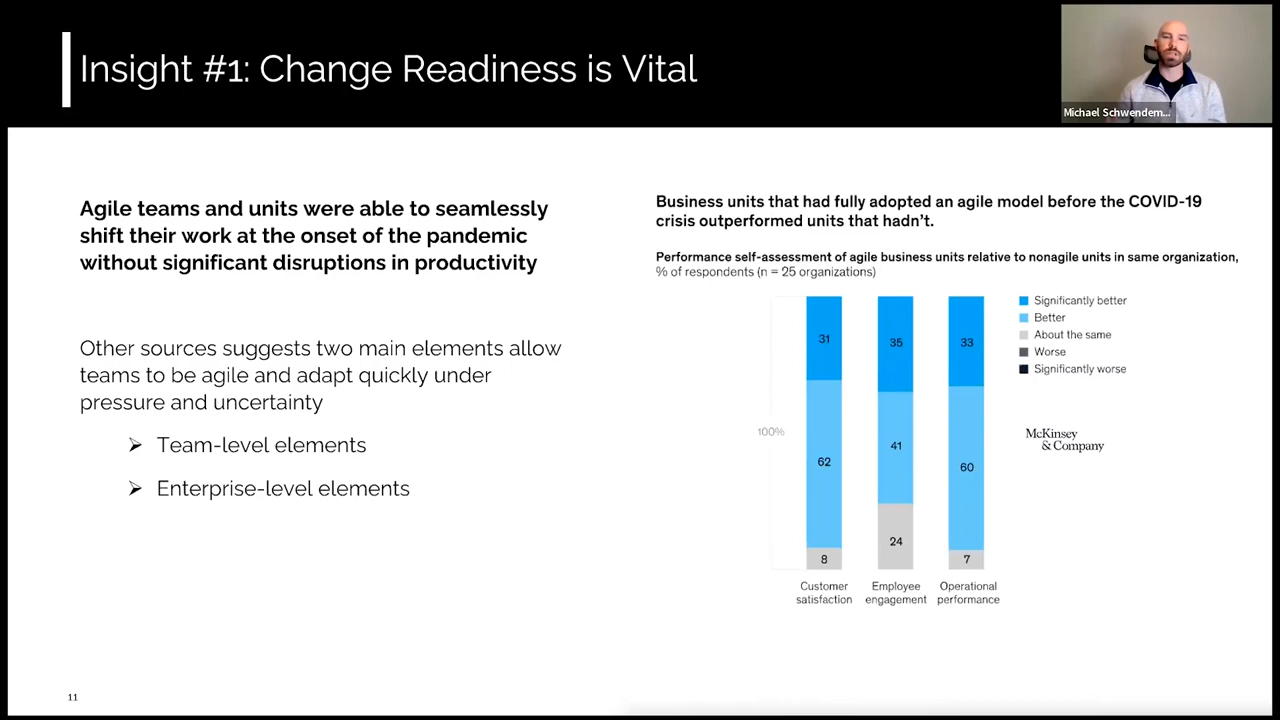 Insight #1: Change Readiness is Vital
Michael Schwendem...
Agile teams and units were able to seamlessly
shift their work at the onset of the pandemic
without significant disruptions in productivity
Other sources suggests two main elements allow
teams to be agile and adapt quickly under
pressure and uncertainty
Team-level elements
Enterprise-level elements
Business units that had fully adopted an agile model before the COVID-19
crisis outperformed units that hadn't.
Performance self-assessment of agile business units relative to nonagile units in same organization,
% of respondents (n = 25 organizations)
100%
31
62
8
35
41
24
33
60
7
Customer
satisfaction
Employee
engagement
Operational
performance
Significantly better
Better
About the same
Worse
Significantly worse
McKinsey
& Company
11